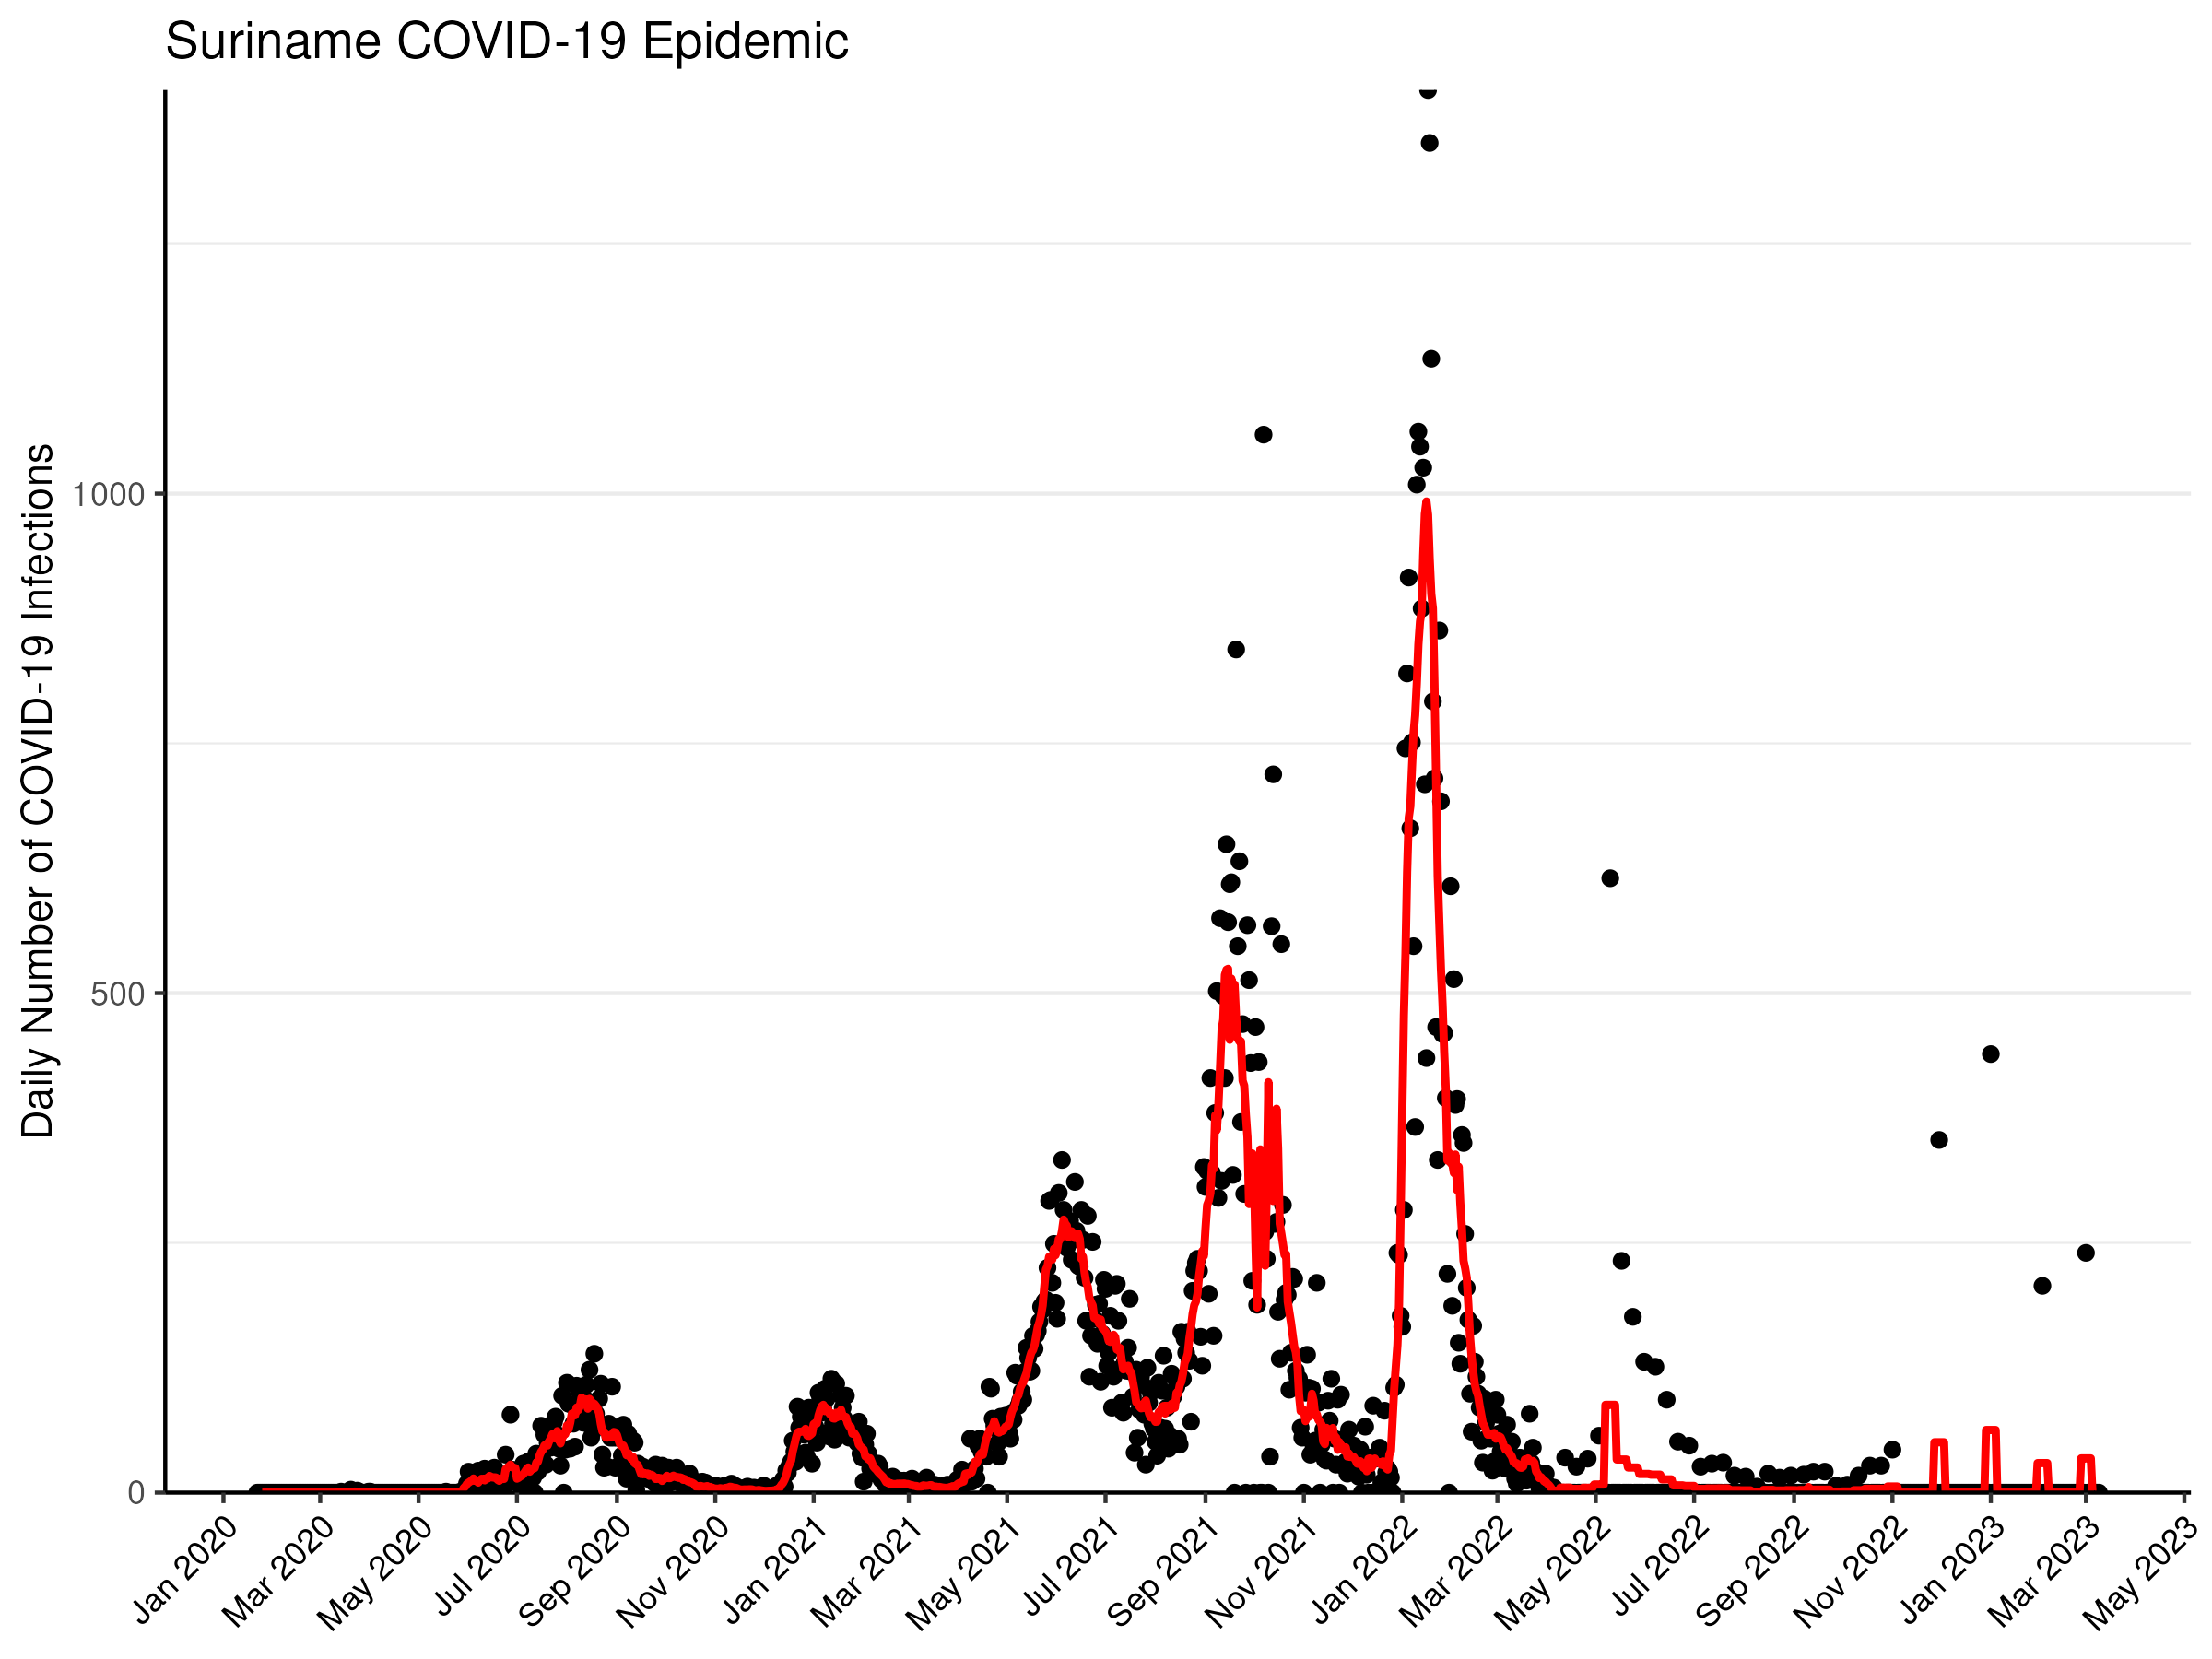 Suriname COVID-19 Epidemic
Daily Number of COVID-19 Infections
1000
500
0
Jan 2020
Mar 2020
May 2020
Jul 2020
Sep 2020
Nov 2020
Jan 2021
Mar 2021
May 2021
Jul 2021
Sep 2021
Nov 2021
Jan 2022
Mar 2022
May 2022
Jul 2022
Sep 2022
Nov 2022
Jan 2023
Mar 2023
May 2023